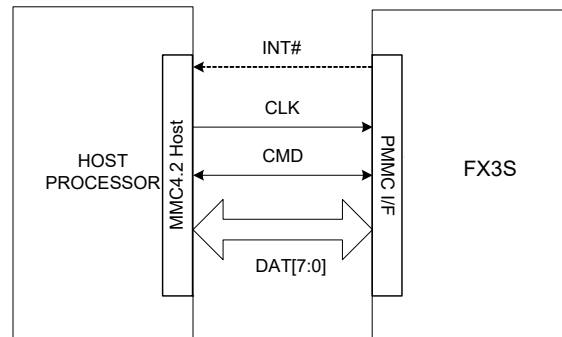 INT#
CLK
CMD
DAT[7:0]
HOST
PROCESSOR
MMC4.2 Host
PMMC I/F
FX3S